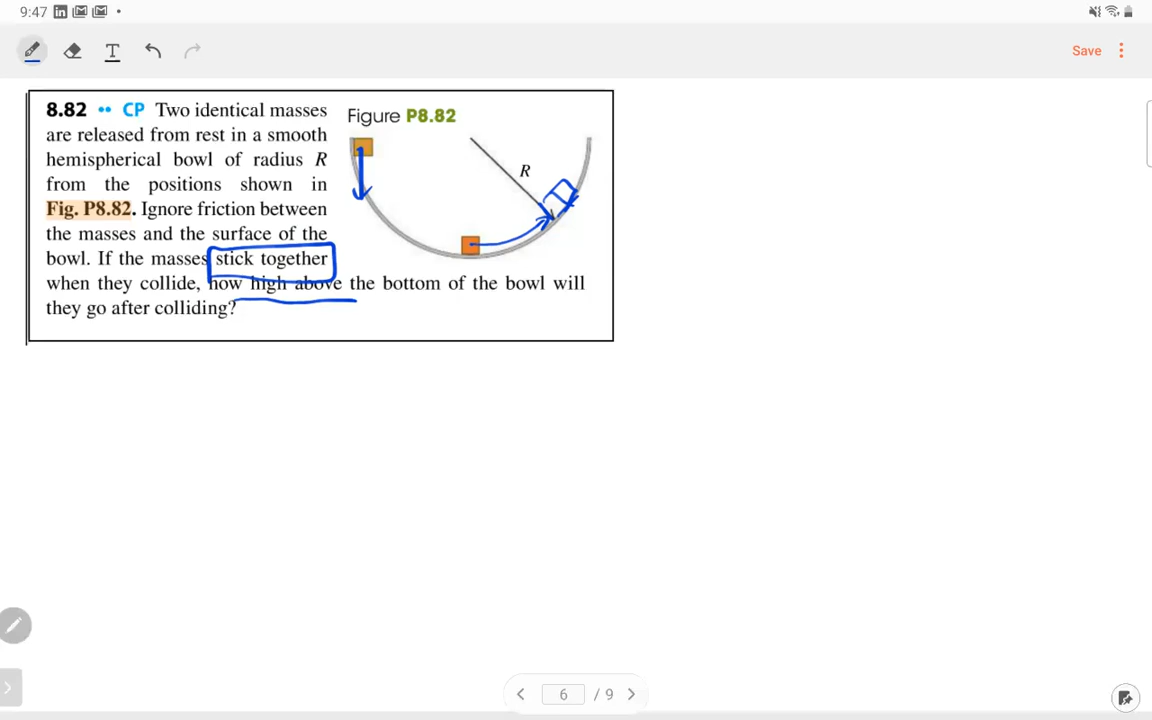 9:47
Save
8.82 •• CP Two identical masses
are released from rest in a smooth
hemispherical bowl of radius R
from the positions shown in
Fig. P8.82. Ignore friction between
the masses and the surface of the
bowl. If the masses stick together
when they collide, how high above the bottom of the bowl will
they go after colliding?
Figure P8.82
R
6 / 9